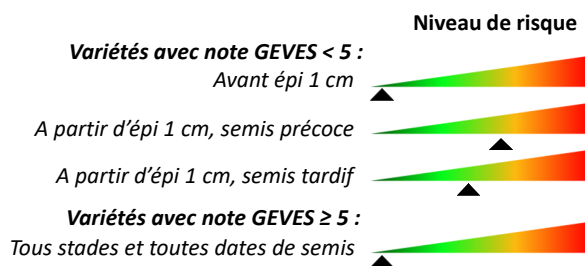 Niveau de risque
Variétés avec note GEVES < 5 :
Avant épi 1 cm
A partir d'épi 1 cm, semis précoce
A partir d'épi 1 cm, semis tardif
Variétés avec note GEVES ≥ 5 :
Tous stades et toutes dates de semis